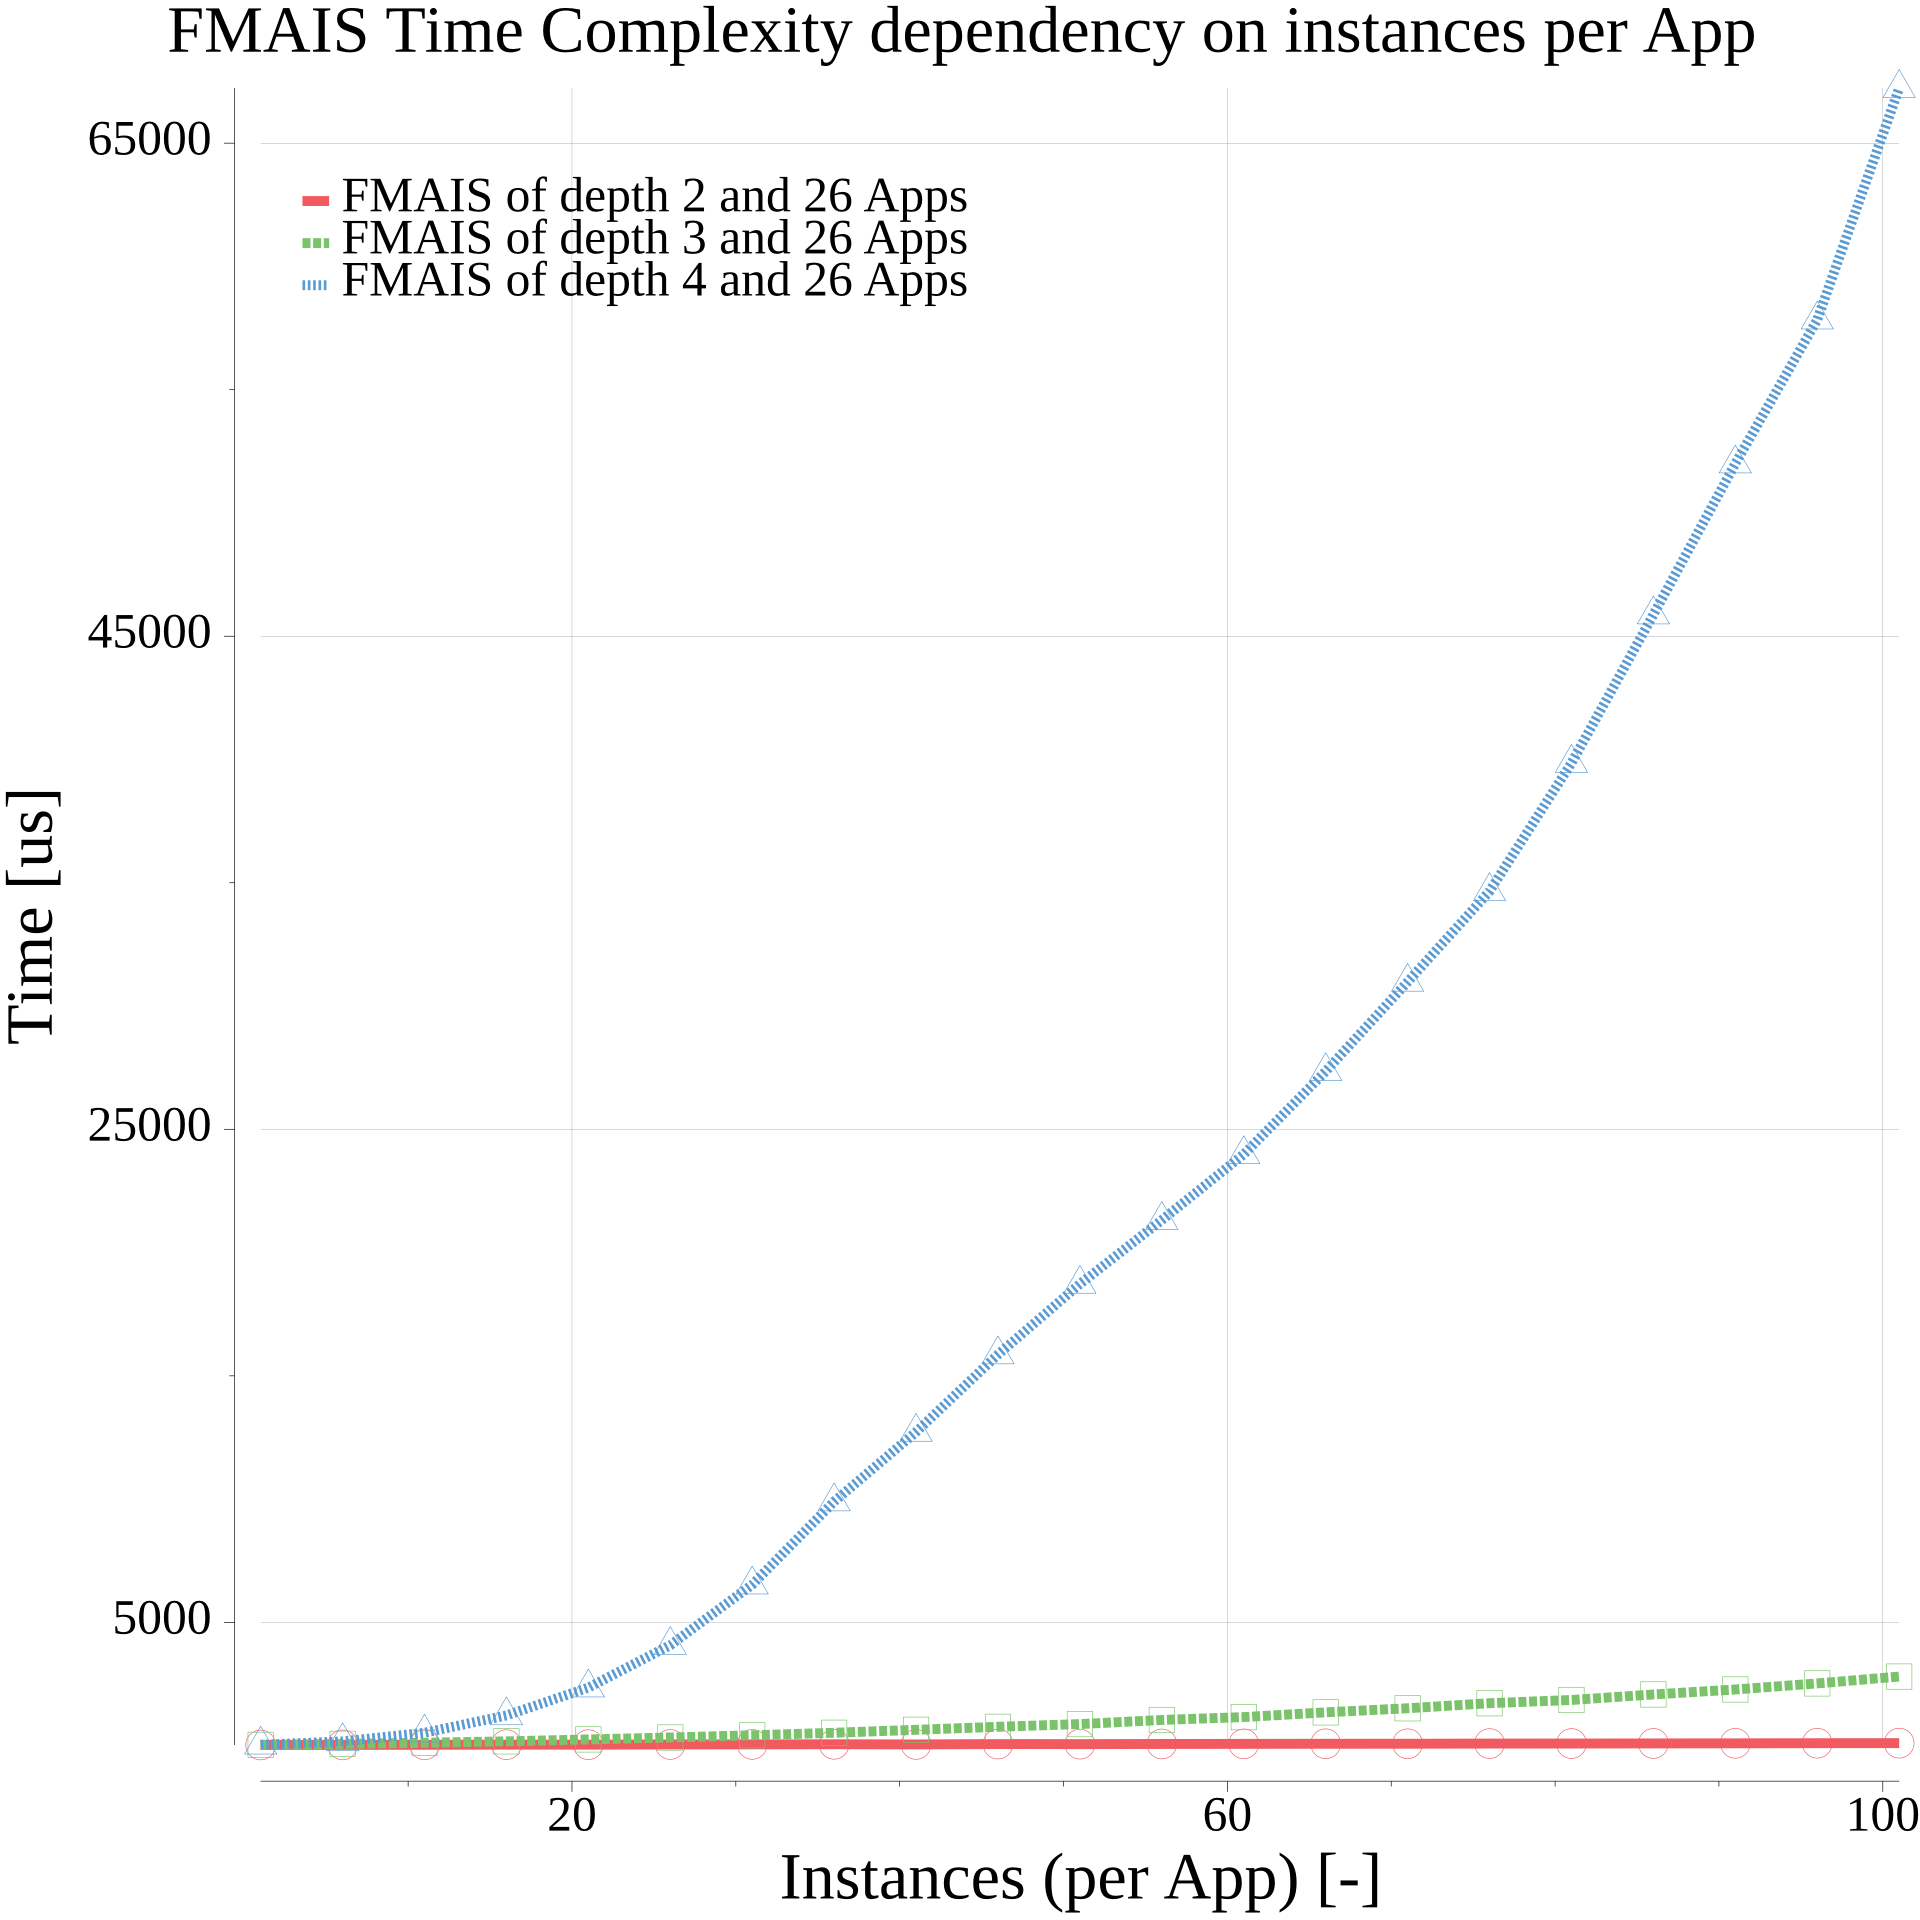 FMAIS Time Complexity dependency on instances per App
65000
FMAIS of depth 2 and 26 Apps
FMAIS of depth 3 and 26 Apps
FMAIS of depth 4 and 26 Apps
45000
Time [us]
25000
5000
20 60 100
Instances (per App) [-]